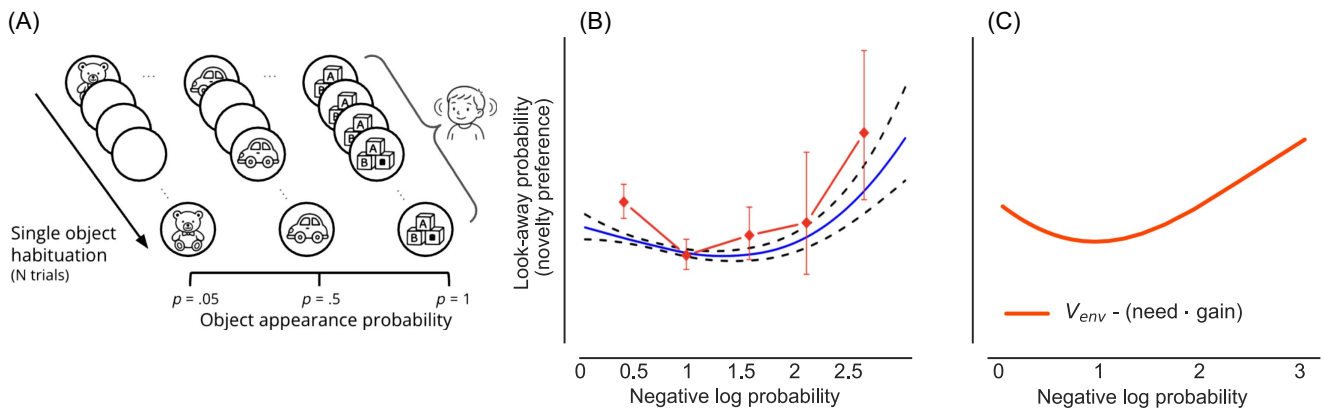 (A)
...
...
A
B
A
B
A
B
A
B
...
...
...
A
B
Single object
habituation
(N trials)
p = .05
p = .5
p = 1
Object appearance probability
(B)
Look-away probability
(novelty preference)
0
0.5
1
1.5
2
2.5
Negative log probability
(C)
V_env - (need · gain)
0
1
2
3
Negative log probability